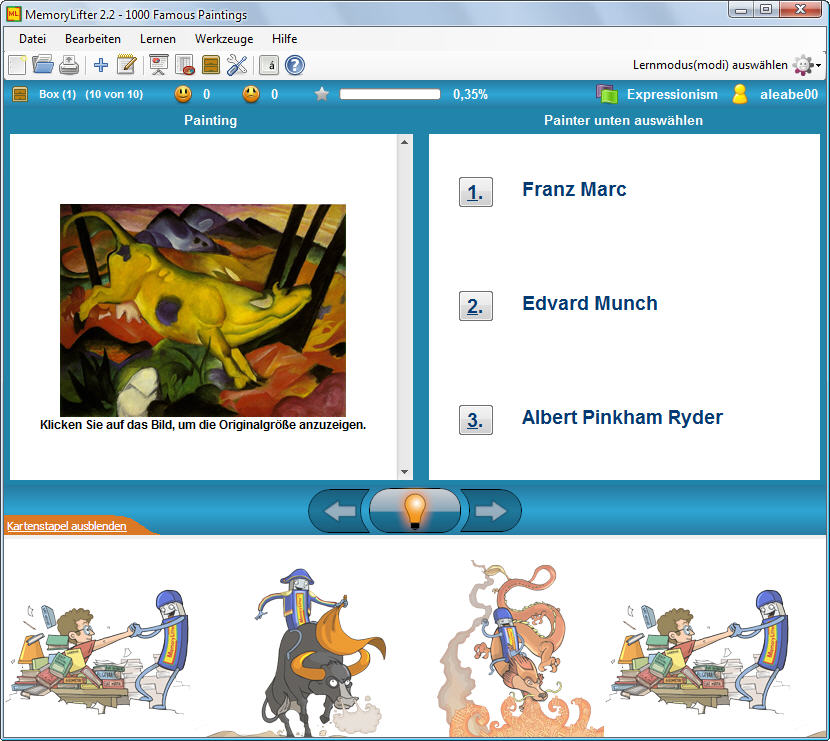 MemoryLifter 2.2 - 1000 Famous Paintings
Datei Bearbeiten Lernen Werkzeuge Hilfe
Lernmodus(modi) auswählen
Box (1) (10 von 10) 0 0 0,35% Expressionism aleabe00
Painting
Painter unten auswählen
1. Franz Marc
2. Edvard Munch
3. Albert Pinkham Ryder
Klicken Sie auf das Bild, um die Originalgröße anzuzeigen.
Kartenstapel ausblenden